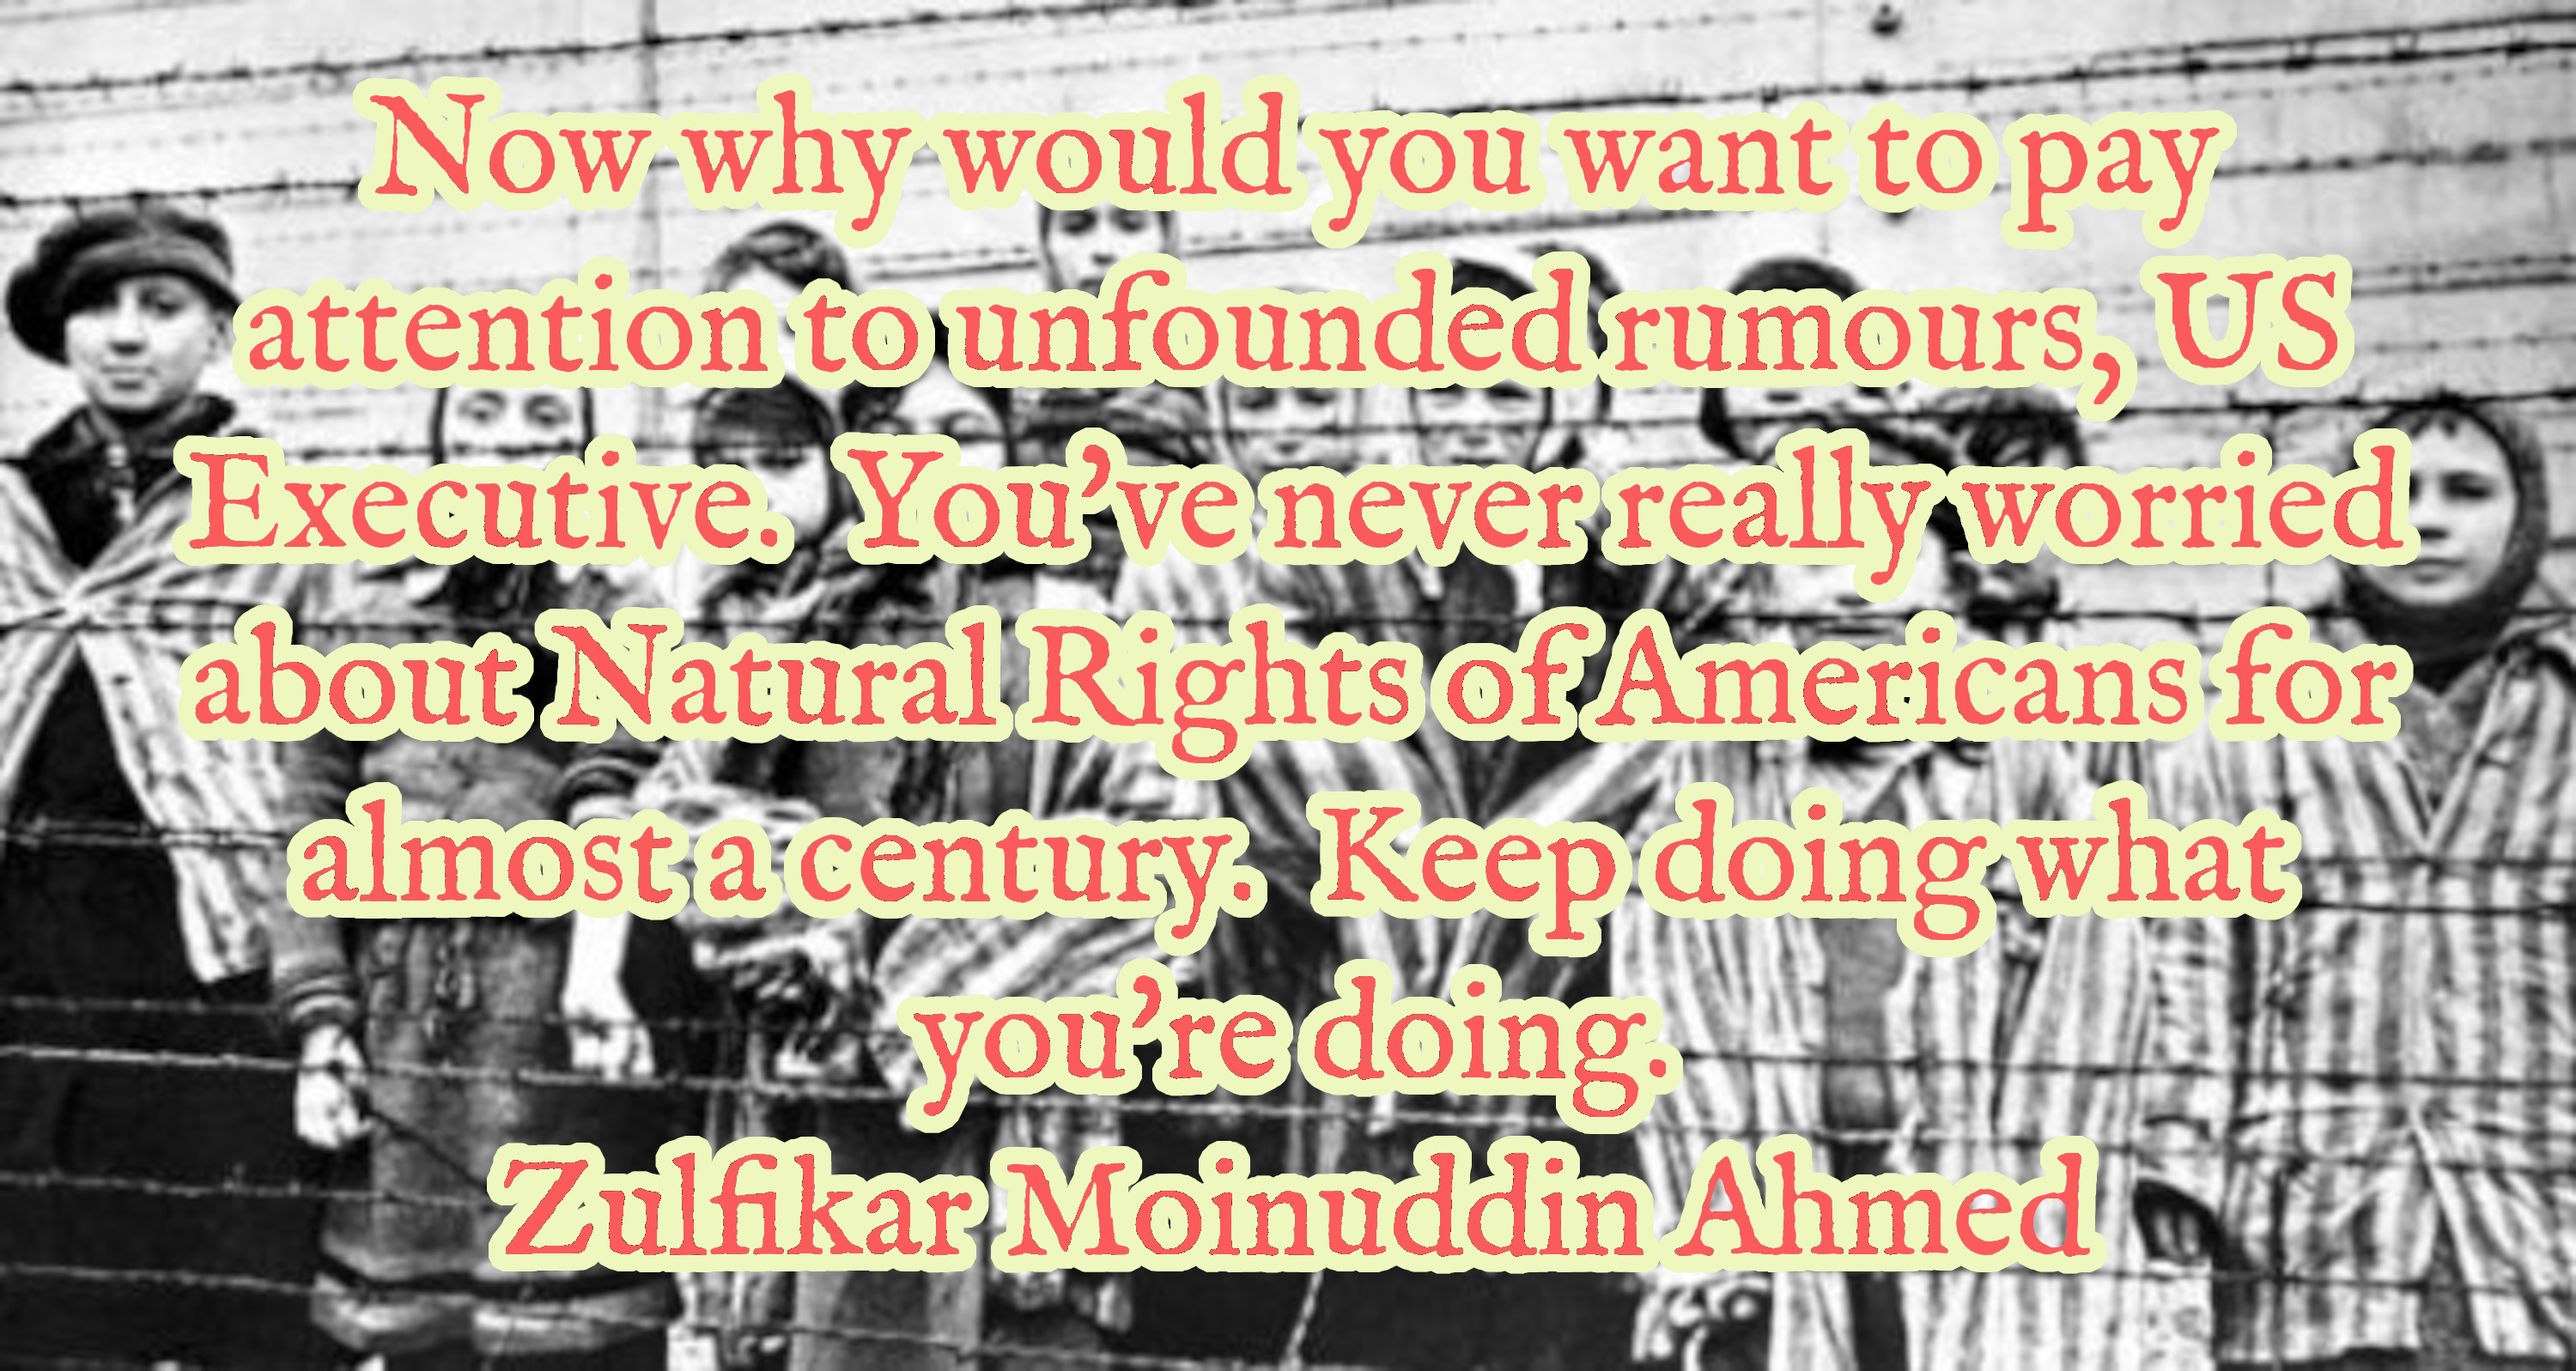 Now why would you want to pay
attention to unfounded rumours, US
Executive.  You've never really worried
about Natural Rights of Americans for
almost a century.  Keep doing what
you're doing.
Zulfikar Moinuddin Ahmed